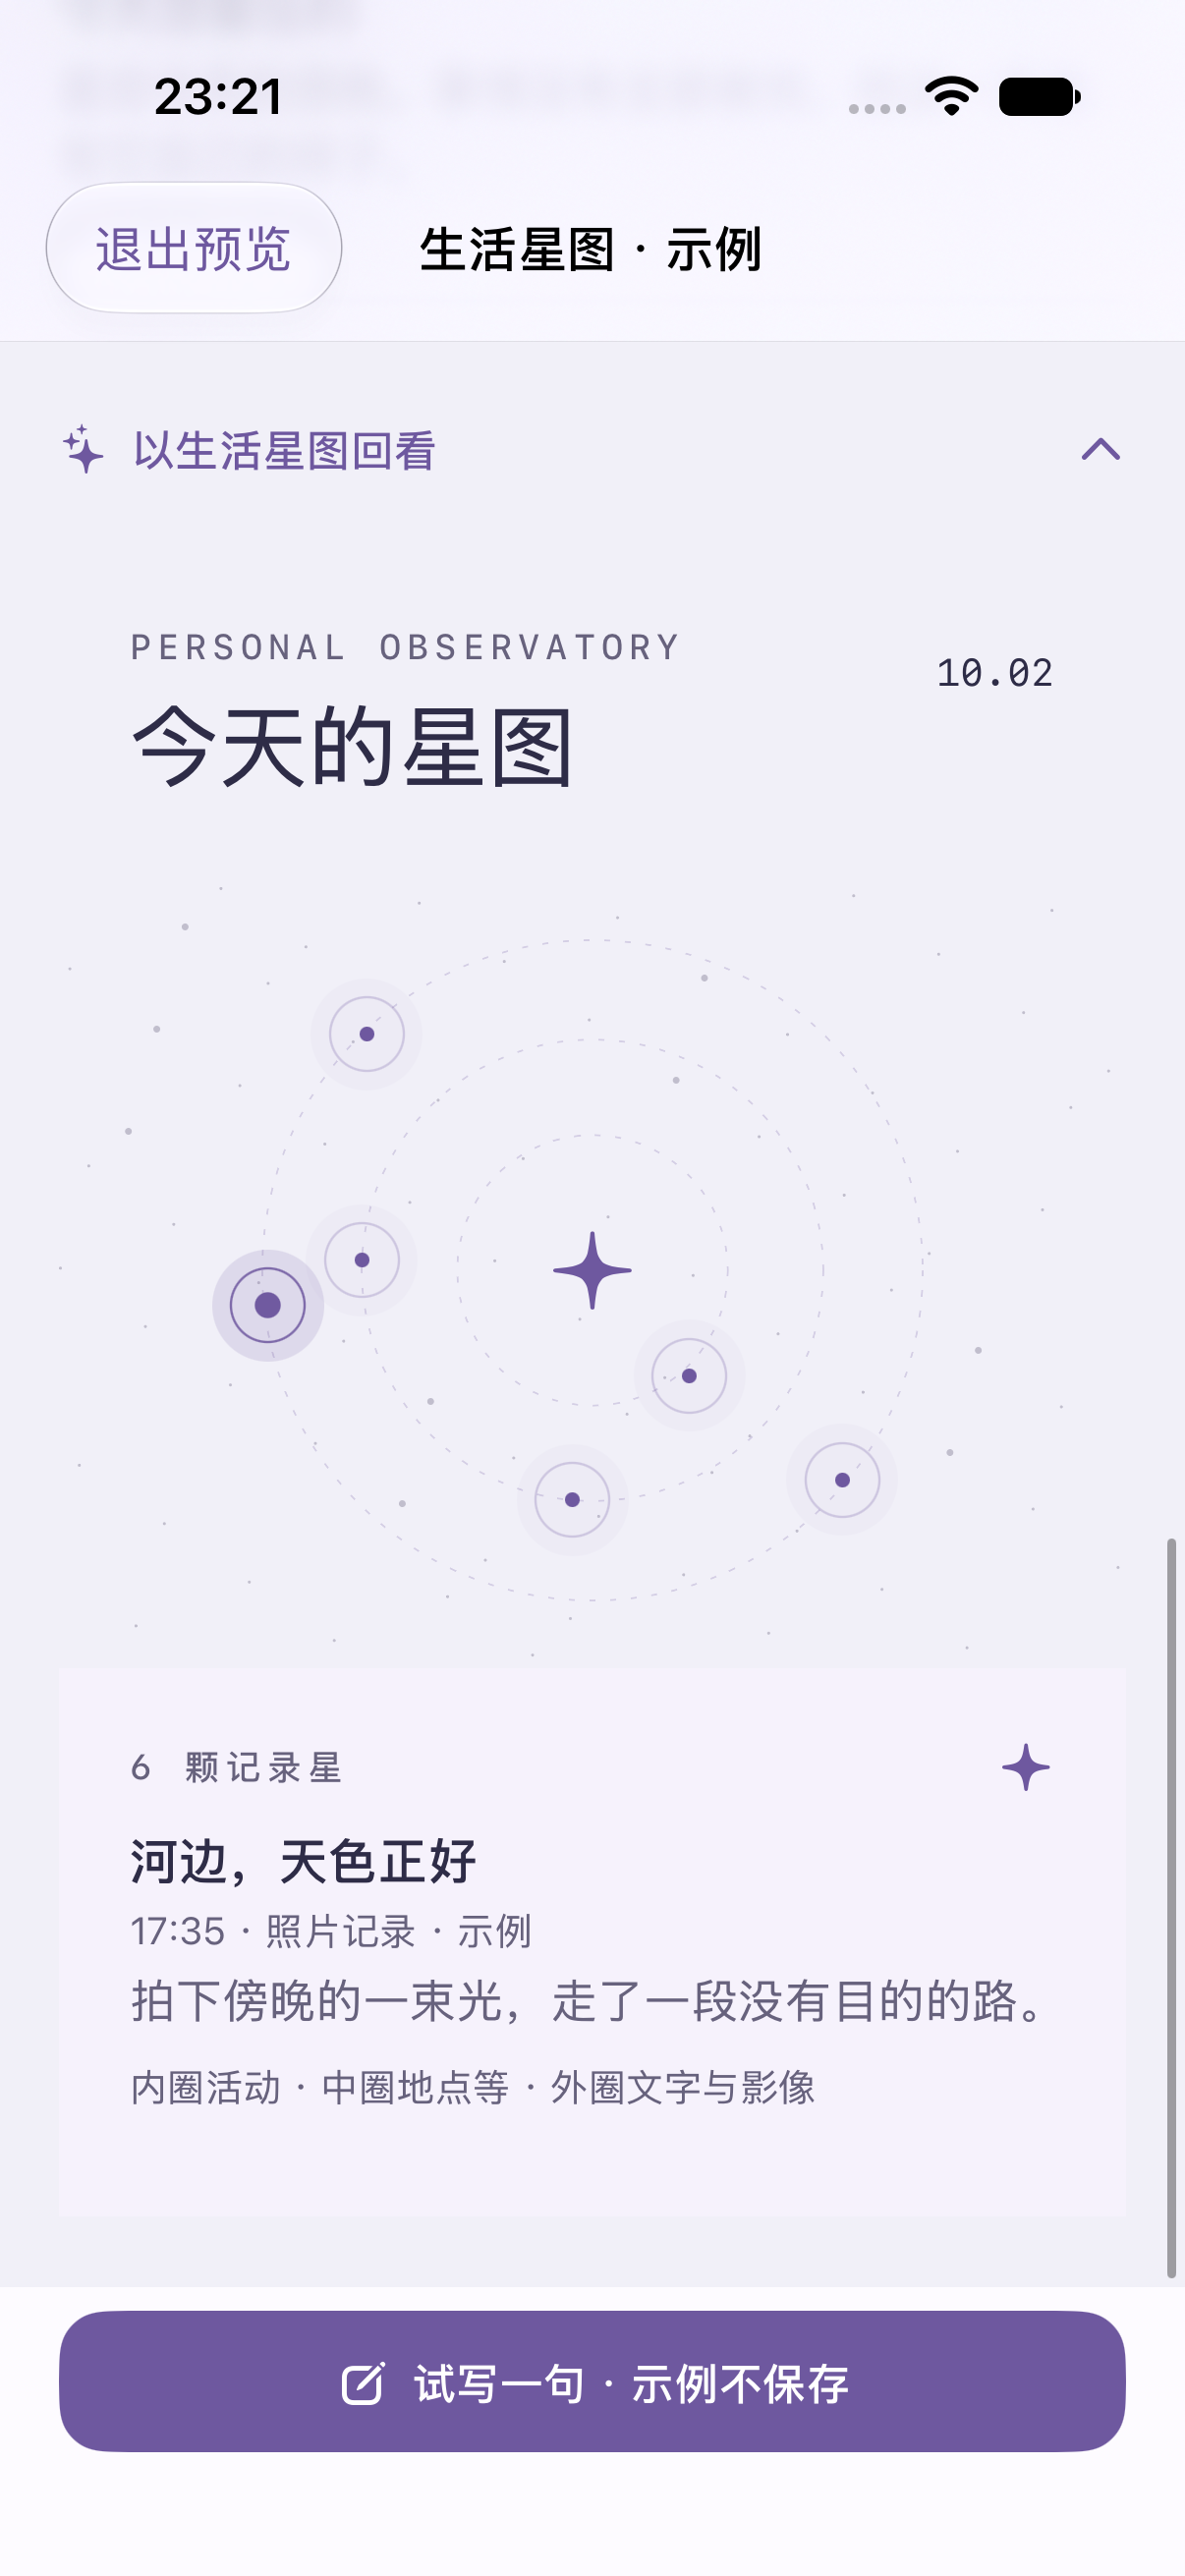 23:21
退出预览
生活星图 · 示例
以生活星图回看
PERSONAL OBSERVATORY
10.02
今天的星图
6 颗记录星
河边，天色正好
17:35 · 照片记录 · 示例
拍下傍晚的一束光，走了一段没有目的的路。
内圈活动 · 中圈地点等 · 外圈文字与影像
试写一句 · 示例不保存